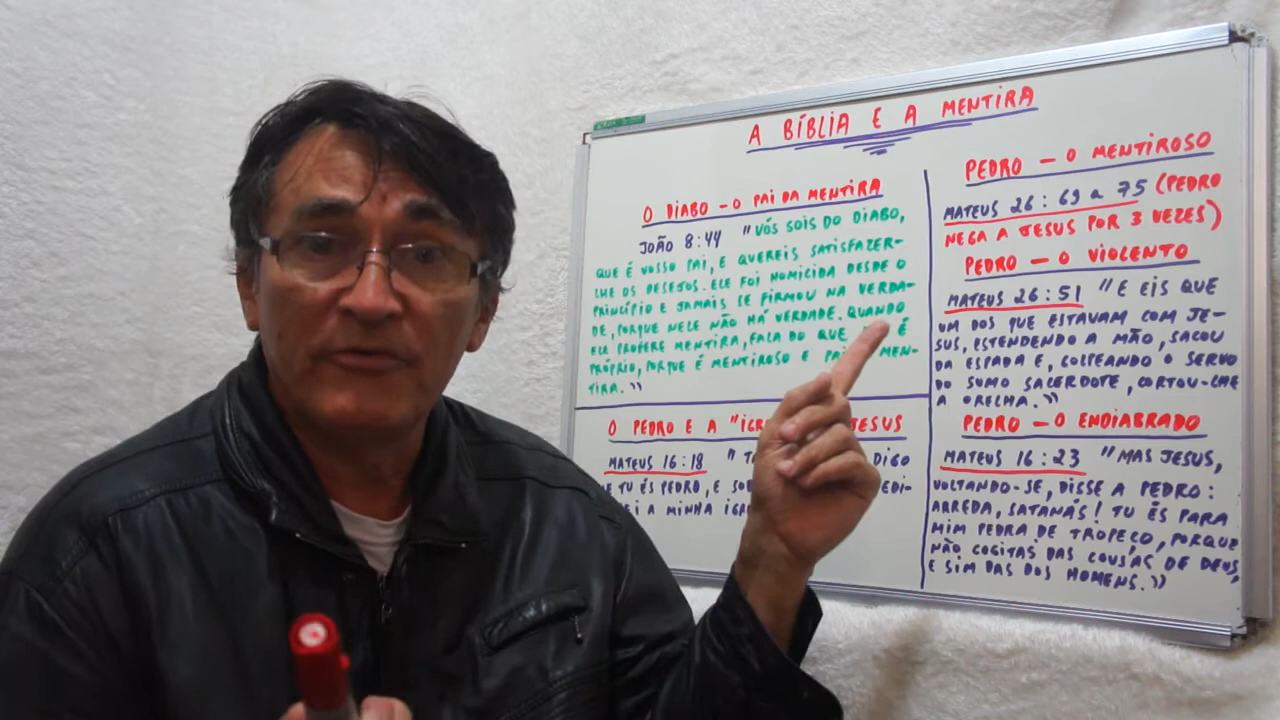 A BÍBLIA E A MENTIRA
O DIABO – O PAI DA MENTIRA
JOÃO 8:44 "VÓS SOIS DO DIABO,
QUE É VOSSO PAI, E QUEREIS SATISFAZER-
LHE OS DESEJOS. ELE FOI HOMICIDA DESDE O
PRINCÍPIO E JAMAIS SE FIRMOU NA VERDA-
DE, PORQUE NELE NÃO HÁ VERDADE. QUANDO
ELE PROFERE MENTIRA, FALA DO QUE É
PRÓPRIO, PORQUE É MENTIROSO E MEN-
TIRA."
O PEDRO E A JESUS
MATEUS 16:18 " DIGO
TU ÉS PEDRO, E EDI-
A MINHA
PEDRO – O MENTIROSO
MATEUS 26:69 a 75 (PEDRO
NEGA A JESUS POR 3 VEZES)
PEDRO – O VIOLENTO
MATEUS 26:51 "E EIS QUE
UM DOS QUE ESTAVAM COM JE-
SUS, ESTENDENDO A MÃO, SACOU
DA ESPADA E, GOLPEANDO O SERVO
DO SUMO SACERDOTE, CORTOU-LHE
A ORELHA."
PEDRO – O ENDIABRADO
MATEUS 16:23 "MAS JESUS,
VOLTANDO-SE, DISSE A PEDRO:
ARREDA, SATANÁS! TU ÉS PARA
MIM PEDRA DE TROPEÇO, PORQUE
NÃO COGITAS DAS COUSAS DE DEUS,
E SIM DAS DOS HOMENS."